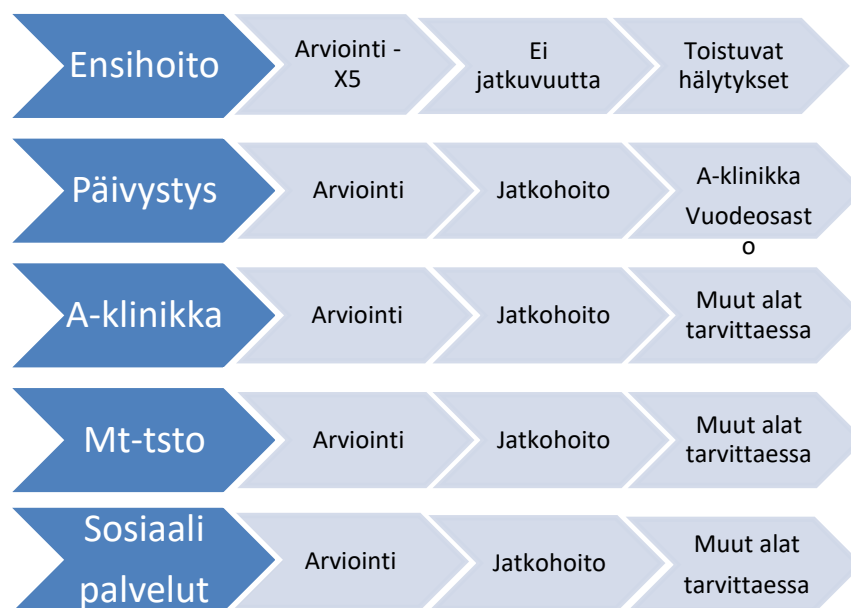 Ensihoito
Arviointi -
X5
Ei
jatkuvuutta
Toistuvat
hälytykset
Päivystys
Arviointi
Jatkohoito
A-klinikka
Vuodeosast
o
A-klinikka
Arviointi
Jatkohoito
Muut alat
tarvittaessa
Mt-tsto
Arviointi
Jatkohoito
Muut alat
tarvittaessa
Sosiaali
palvelut
Arviointi
Jatkohoito
Muut alat
tarvittaessa